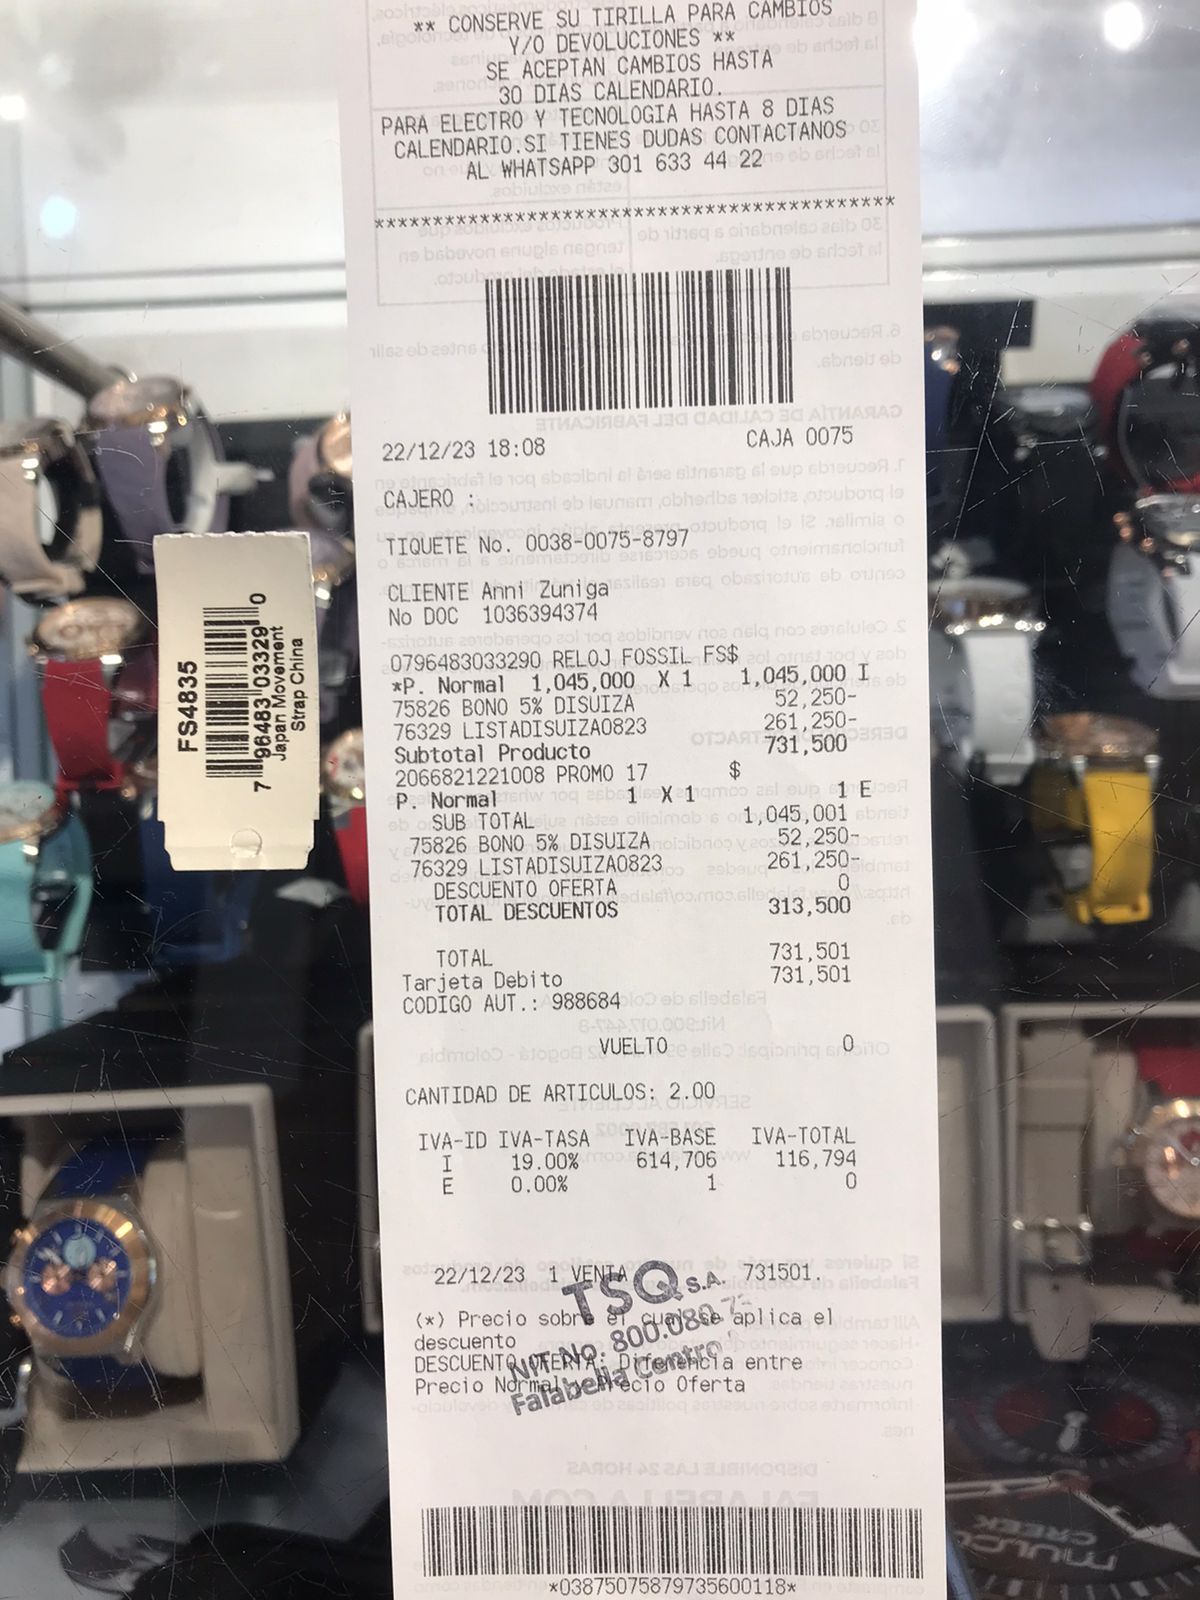 ** CONSERVE SU TIRILLA PARA CAMBIOS
Y/O DEVOLUCIONES **
SE ACEPTAN CAMBIOS HASTA
30 DIAS CALENDARIO.
PARA ELECTRO Y TECNOLOGIA HASTA 8 DIAS
CALENDARIO.SI TIENES DUDAS CONTACTANOS
AL WHATSAPP 301 633 44 22
22/12/23 18:08 CAJA 0075
CAJERO :
TIQUETE No. 0038-0075-8797
CLIENTE Anni Zuniga
No DOC 1036394374
0796483033290 RELOJ FOSSIL FS$
*P. Normal 1,045,000 X 1 1,045,000 I
75826 BONO 5% DISUIZA 52,250-
76329 LISTADISUIZA0823 261,250-
Subtotal Producto 731,500
2066821221008 PROMO 17 $
P. Normal 1 X 1 1 E
SUB TOTAL 1,045,001
75826 BONO 5% DISUIZA 52,250-
76329 LISTADISUIZA0823 261,250-
DESCUENTO OFERTA 0
TOTAL DESCUENTOS 313,500
TOTAL 731,501
Tarjeta Debito 731,501
CODIGO AUT.: 988684
VUELTO 0
CANTIDAD DE ARTICULOS: 2.00
IVA-ID IVA-TASA IVA-BASE IVA-TOTAL
I 19.00% 614,706 116,794
E 0.00% 1 0
22/12/23 1 VENTA 731501.
(*) Precio sobre el cual se aplica el
descuento
DESCUENTO OFERTA: Diferencia entre
Precio Normal y Precio Oferta
TSQ S.A.
NIT No. 800.089.7
Falabella Centro
*03875075879735600118*
FS4835
7 96483 03329 0
Japan Movement
Strap China